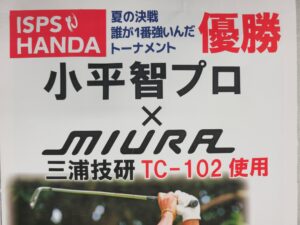 ISPS
HANDA
夏の決戦
誰が1番強いんだ
トーナメント
優勝
小平智プロ
×
MIURA
三浦技研 TC-102 使用